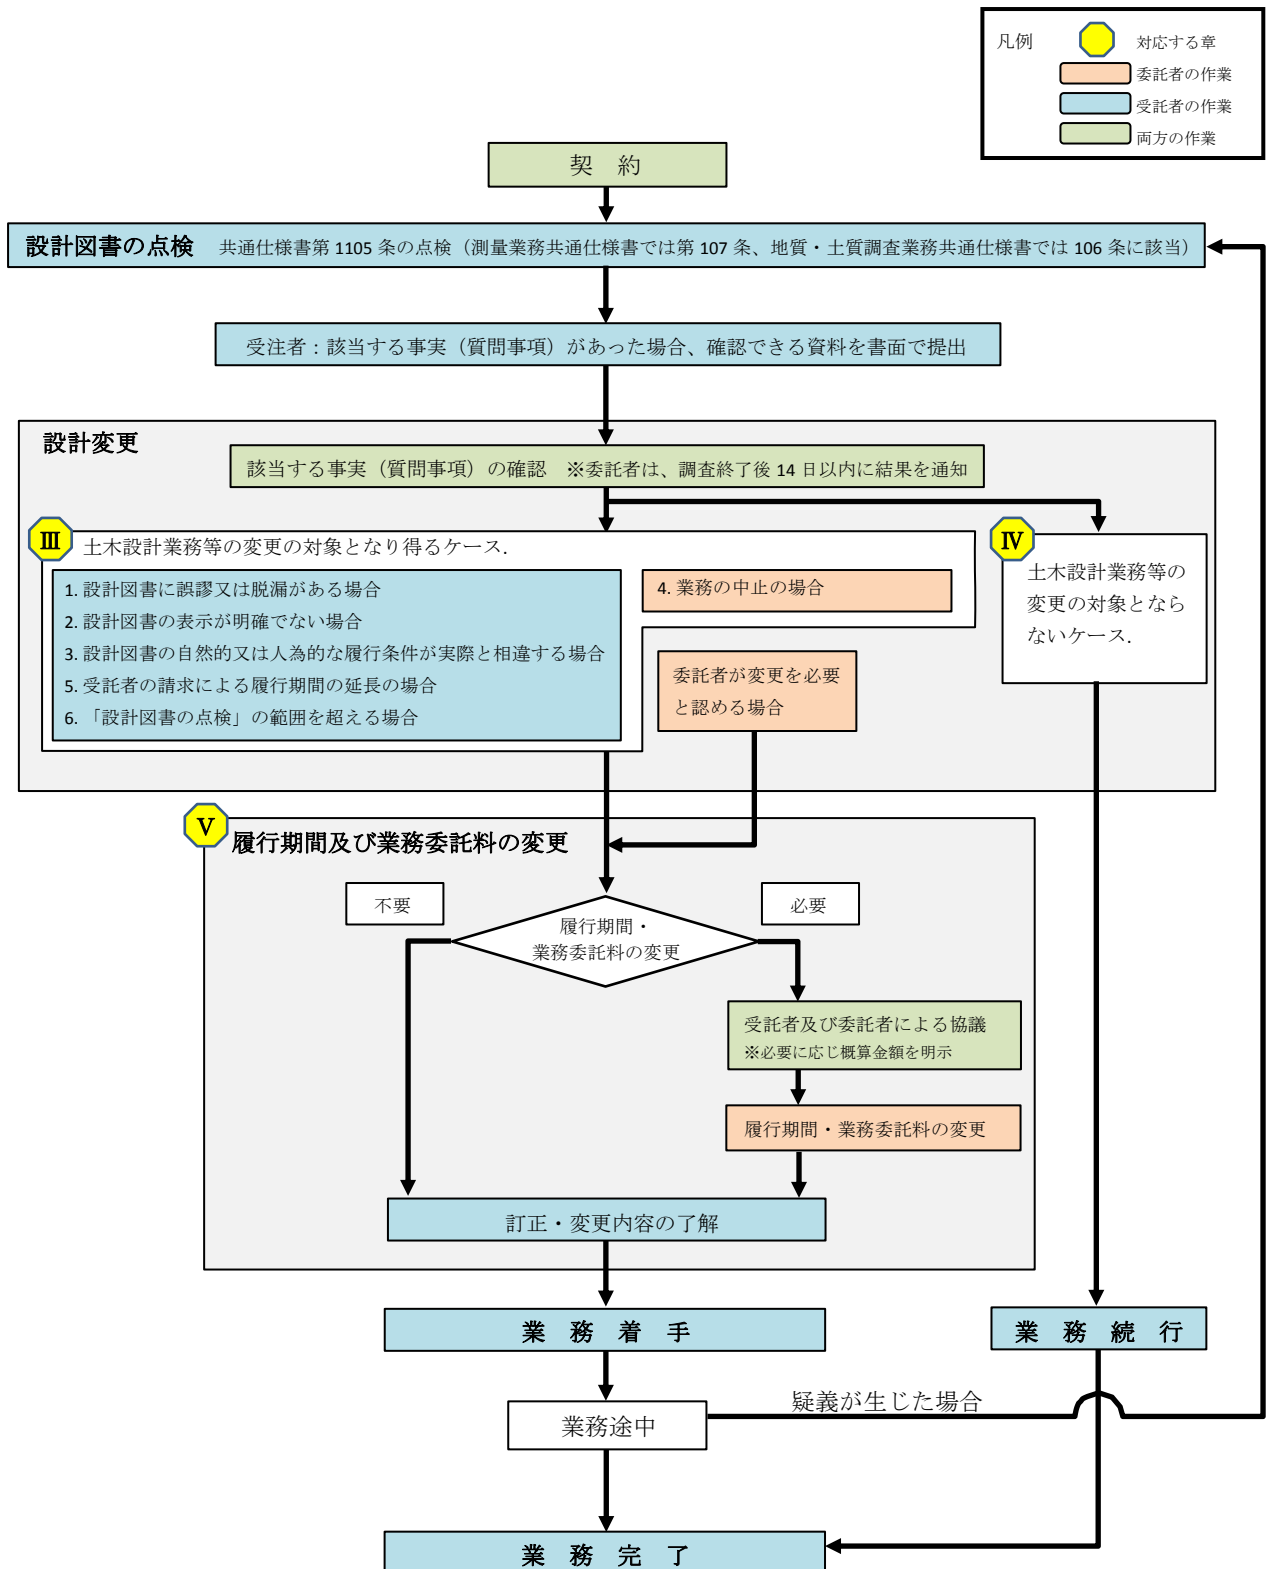 凡例
対応する章
委託者の作業
受託者の作業
両方の作業
契 約
設計図書の点検 共通仕様書第 1105 条の点検（測量業務共通仕様書では第 107 条、地質・土質調査業務共通仕様書では 106 条に該当）
受注者：該当する事実（質問事項）があった場合、確認できる資料を書面で提出
設計変更
該当する事実（質問事項）の確認 ※委託者は、調査終了後 14 日以内に結果を通知
Ⅲ
土木設計業務等の変更の対象となり得るケース.
1. 設計図書に誤謬又は脱漏がある場合
2. 設計図書の表示が明確でない場合
3. 設計図書の自然的又は人為的な履行条件が実際と相違する場合
5. 受託者の請求による履行期間の延長の場合
6. 「設計図書の点検」の範囲を超える場合
4. 業務の中止の場合
委託者が変更を必要
と認める場合
Ⅳ
土木設計業務等の
変更の対象となら
ないケース.
Ⅴ
履行期間及び業務委託料の変更
不要
必要
履行期間・
業務委託料の変更
受託者及び委託者による協議
※必要に応じ概算金額を明示
履行期間・業務委託料の変更
訂正・変更内容の了解
業 務 着 手
業 務 続 行
業務途中
疑義が生じた場合
業 務 完 了